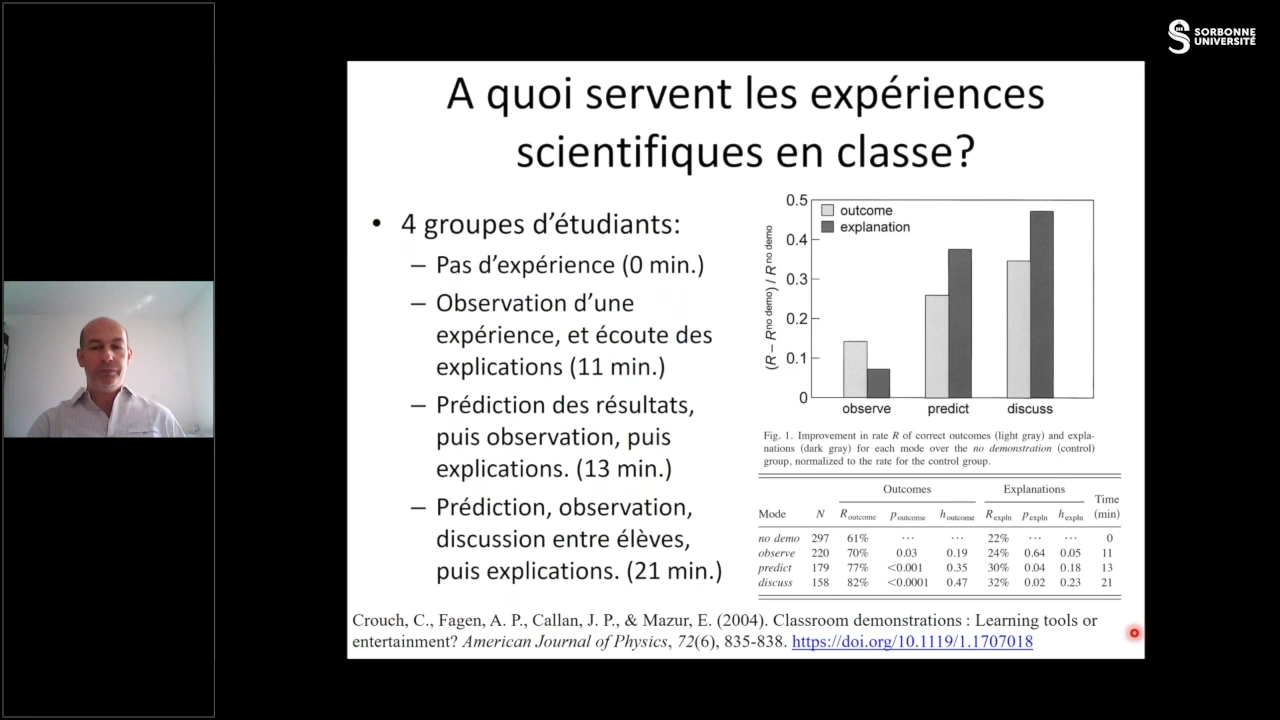 SORBONNE
UNIVERSITÉ
A quoi servent les expériences
scientifiques en classe?
• 4 groupes d'étudiants:
– Pas d'expérience (0 min.)
– Observation d'une
expérience, et écoute des
explications (11 min.)
– Prédiction des résultats,
puis observation, puis
explications. (13 min.)
– Prédiction, observation,
discussion entre élèves,
puis explications. (21 min.)
0.5
0.4
0.3
0.2
0.1
0
(R – R no demo) / R no demo
outcome
explanation
observe predict discuss
Fig. 1. Improvement in rate R of correct outcomes (light gray) and expla-
nations (dark gray) for each mode over the no demonstration (control)
group, normalized to the rate for the control group.
Outcomes Explanations
Time
Mode N Routcome poutcome houtcome Rexpln pexpln hexpln (min)
no demo 297 61% ... ... 22% ... ... 0
observe 220 70% 0.03 0.19 24% 0.64 0.05 11
predict 179 77% <0.001 0.35 30% 0.04 0.18 13
discuss 158 82% <0.0001 0.47 32% 0.02 0.23 21
Crouch, C., Fagen, A. P., Callan, J. P., & Mazur, E. (2004). Classroom demonstrations : Learning tools or
entertainment? American Journal of Physics, 72(6), 835-838. https://doi.org/10.1119/1.1707018